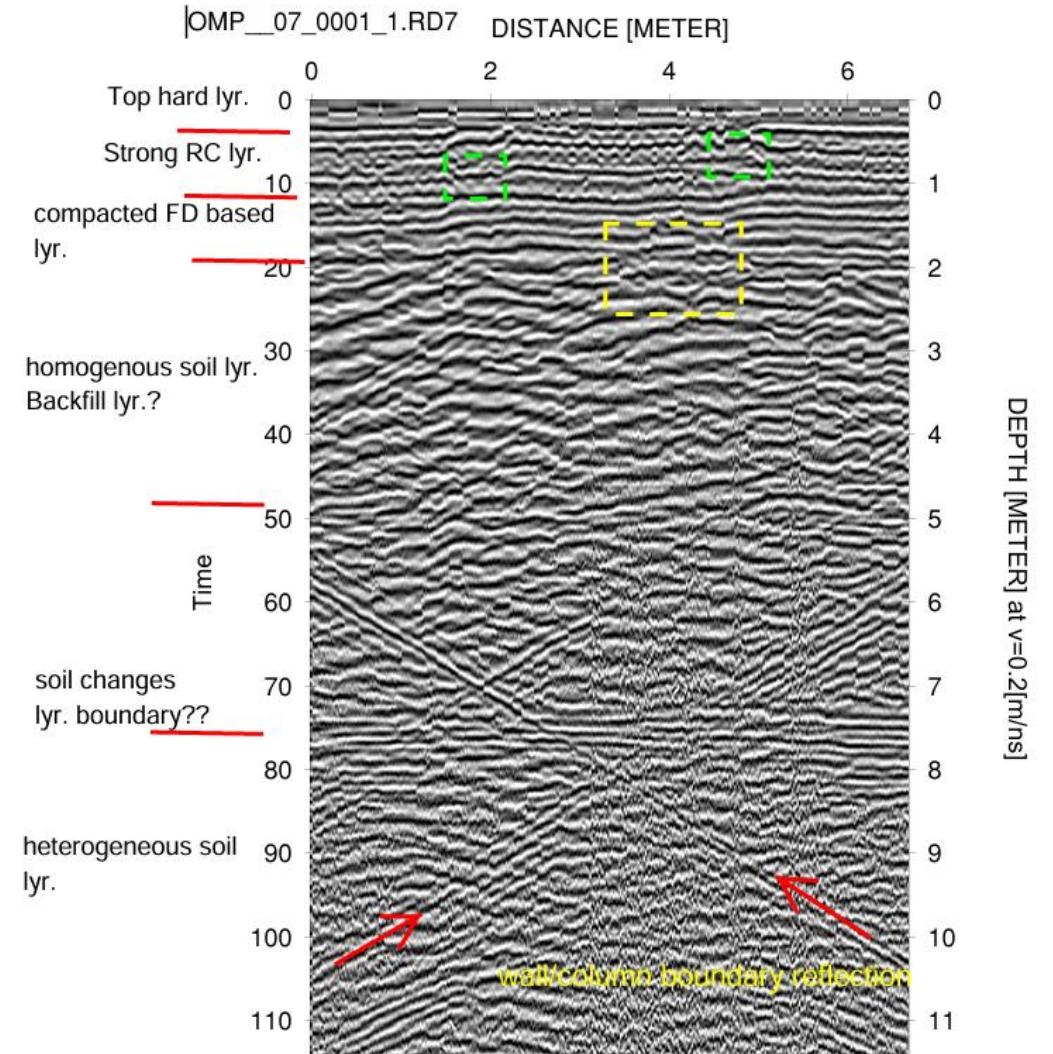 OMP__07_0001_1.RD7
DISTANCE [METER]
0 2 4 6
Top hard lyr.
Strong RC lyr.
compacted FD based
lyr.
homogenous soil lyr.
Backfill lyr.?
soil changes
lyr. boundary??
heterogeneous soil
lyr.
Time
0
10
20
30
40
50
60
70
80
90
100
110
wall/column boundary reflection
0
1
2
3
4
5
6
7
8
9
10
11
DEPTH [METER] at v=0.2[m/ns]